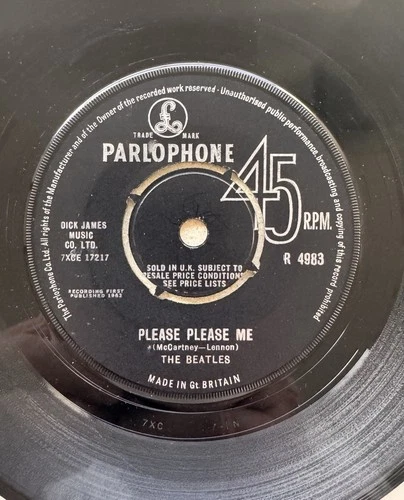 The Parlophone Co. Ltd. All rights of the Manufacturer and of the Owner of the recorded work reserved - Unauthorised public performance, broadcasting and copying of this record prohibited
£
TRADE MARK
PARLOPHONE
45
R.P.M.
DICK JAMES
MUSIC
CO. LTD.
7XCE 17217
R 4983
SOLD IN U.K. SUBJECT TO
RESALE PRICE CONDITIONS
SEE PRICE LISTS
RECORDING FIRST
PUBLISHED 1963
PLEASE PLEASE ME
(McCartney—Lennon)
THE BEATLES
MADE IN Gt. BRITAIN
7XC